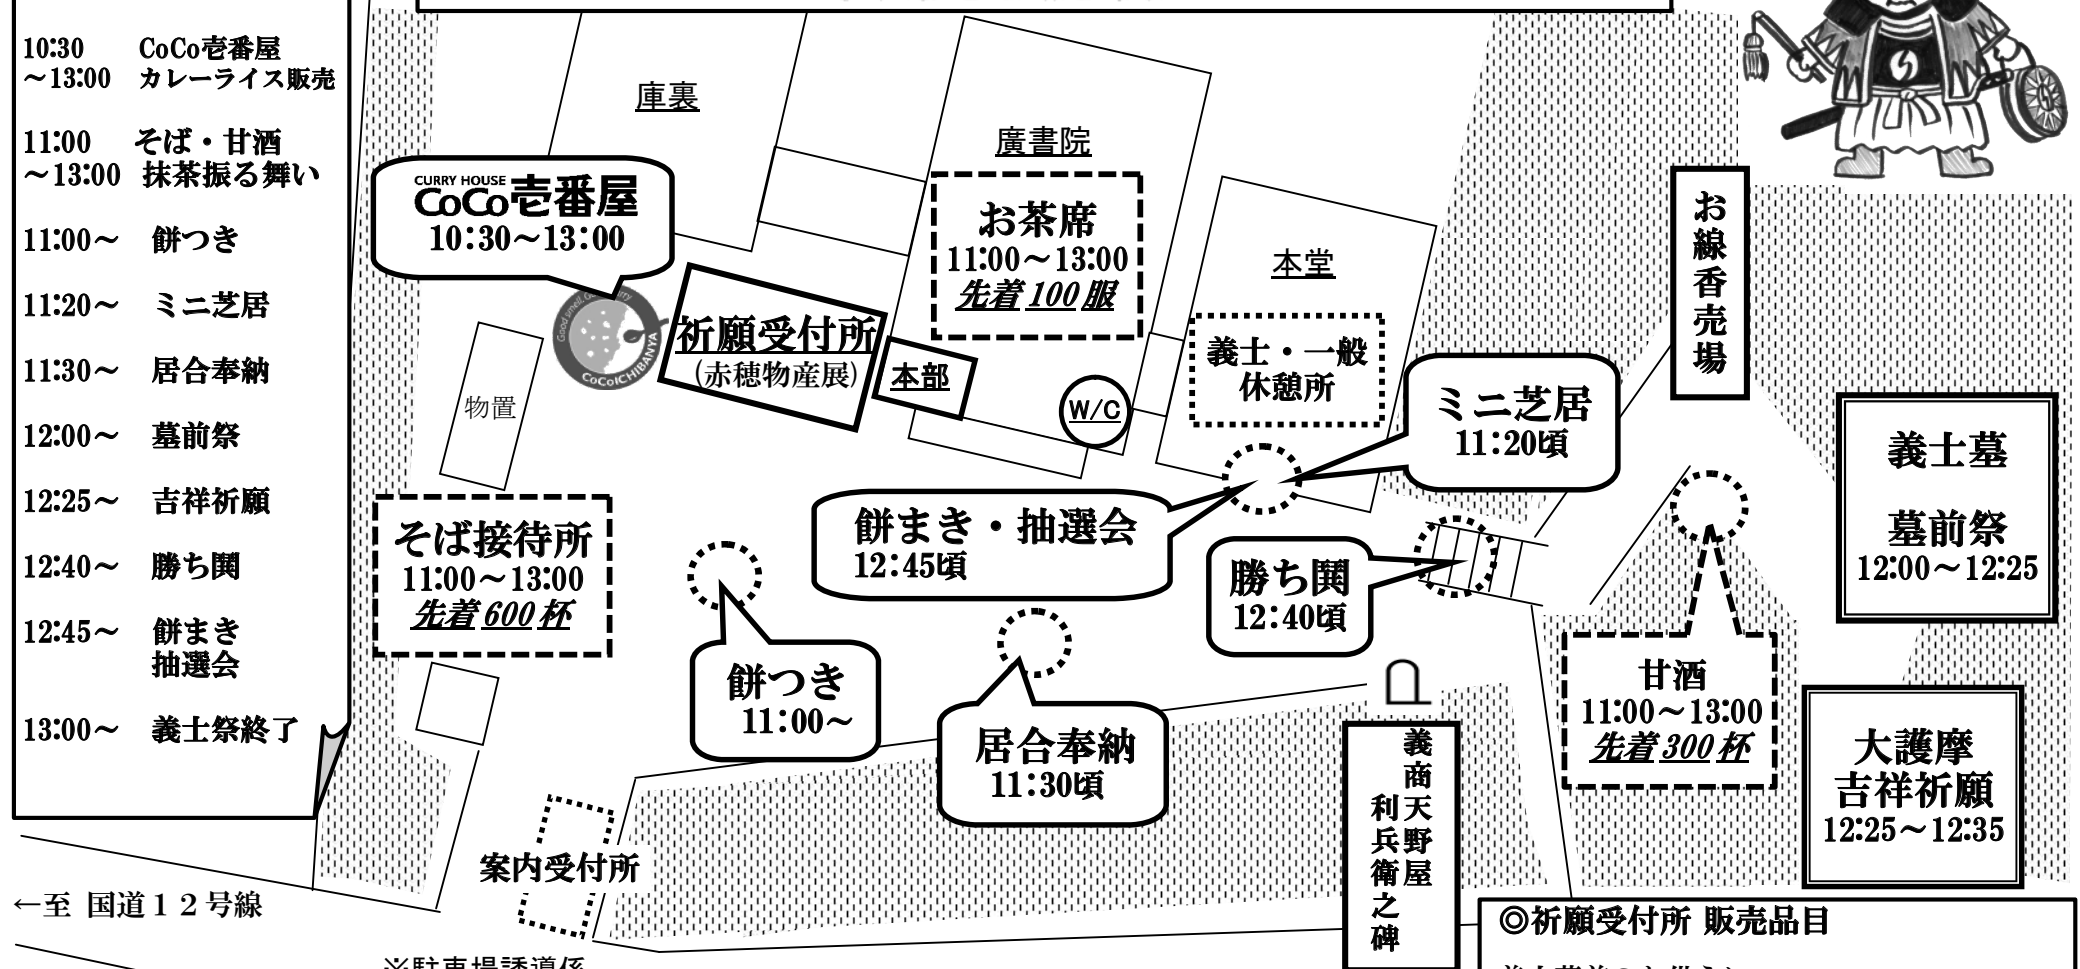 10:30 CoCo壱番屋
～13:00 カレーライス販売
11:00 そば・甘酒
～13:00 抹茶振る舞い
11:00～ 餅つき
11:20～ ミニ芝居
11:30～ 居合奉納
12:00～ 墓前祭
12:25～ 吉祥祈願
12:40～ 勝ち関
12:45～ 餅まき
抽選会
13:00～ 義士祭終了
庫裏
CURRY HOUSE
CoCo壱番屋
10:30～13:00
CoCoICHIBANYA
祈願受付所
(赤穂物産展)
本部
廣書院
お茶席
11:00～13:00
先着100服
W/C
本堂
義士・一般
休憩所
ミニ芝居
11:20頃
お線香売場
義士墓
墓前祭
12:00～12:25
物置
そば接待所
11:00～13:00
先着600杯
餅まき・抽選会
12:45頃
勝ち関
12:40頃
餅つき
11:00～
居合奉納
11:30頃
甘酒
11:00～13:00
先着300杯
大護摩
吉祥祈願
12:25～12:35
義商天野屋
利兵衛之碑
案内受付所
←至 国道１２号線
※駐車場誘導係
◎祈願受付所 販売品目